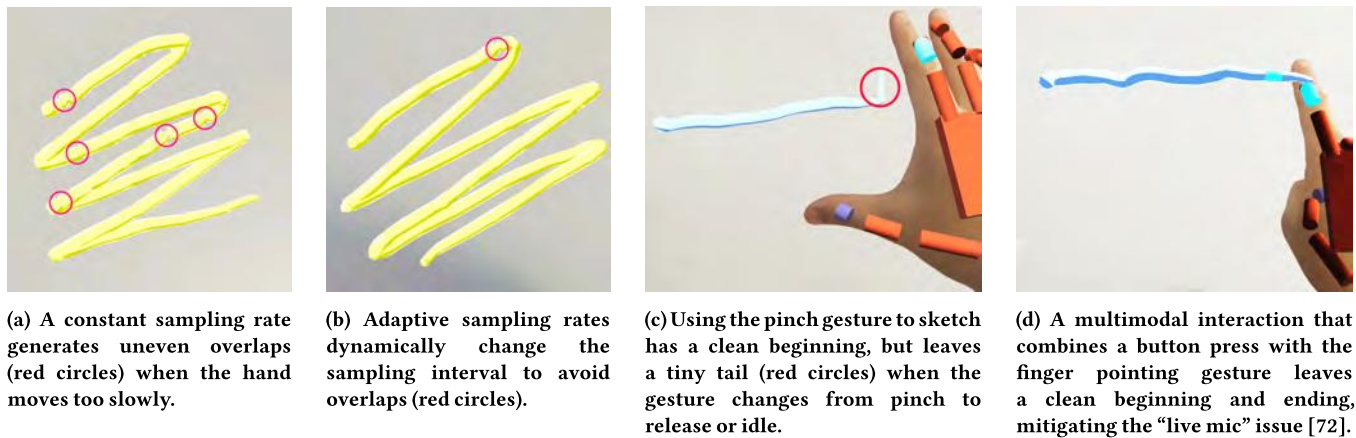 (a) A constant sampling rate
generates uneven overlaps
(red circles) when the hand
moves too slowly.
(b) Adaptive sampling rates
dynamically change the
sampling interval to avoid
overlaps (red circles).
(c) Using the pinch gesture to sketch
has a clean beginning, but leaves
a tiny tail (red circles) when the
gesture changes from pinch to
release or idle.
(d) A multimodal interaction that
combines a button press with the
finger pointing gesture leaves
a clean beginning and ending,
mitigating the “live mic” issue [72].